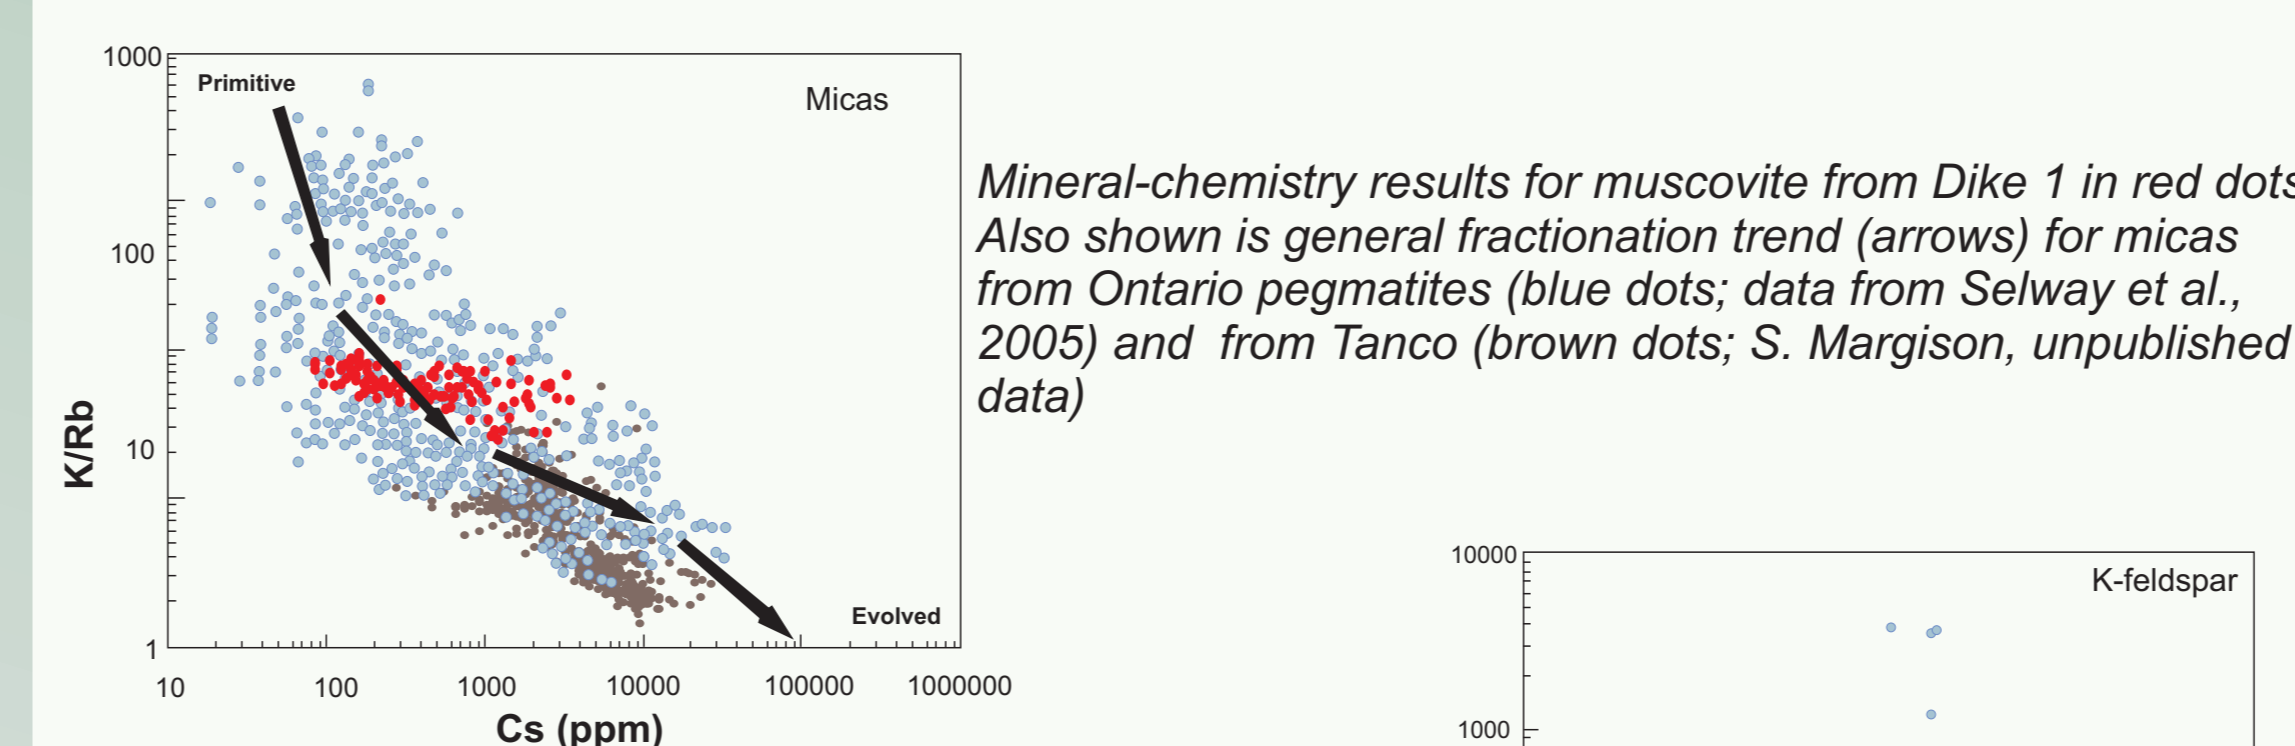 1000
Primitive
Micas
100
K/Rb
10
Evolved
1
10 100 1000 10000 100000 1000000
Cs (ppm)
Mineral-chemistry results for muscovite from Dike 1 in red dots
Also shown is general fractionation trend (arrows) for micas
from Ontario pegmatites (blue dots; data from Selway et al.,
2005) and from Tanco (brown dots; S. Margison, unpublished
data)
10000
K-feldspar
1000